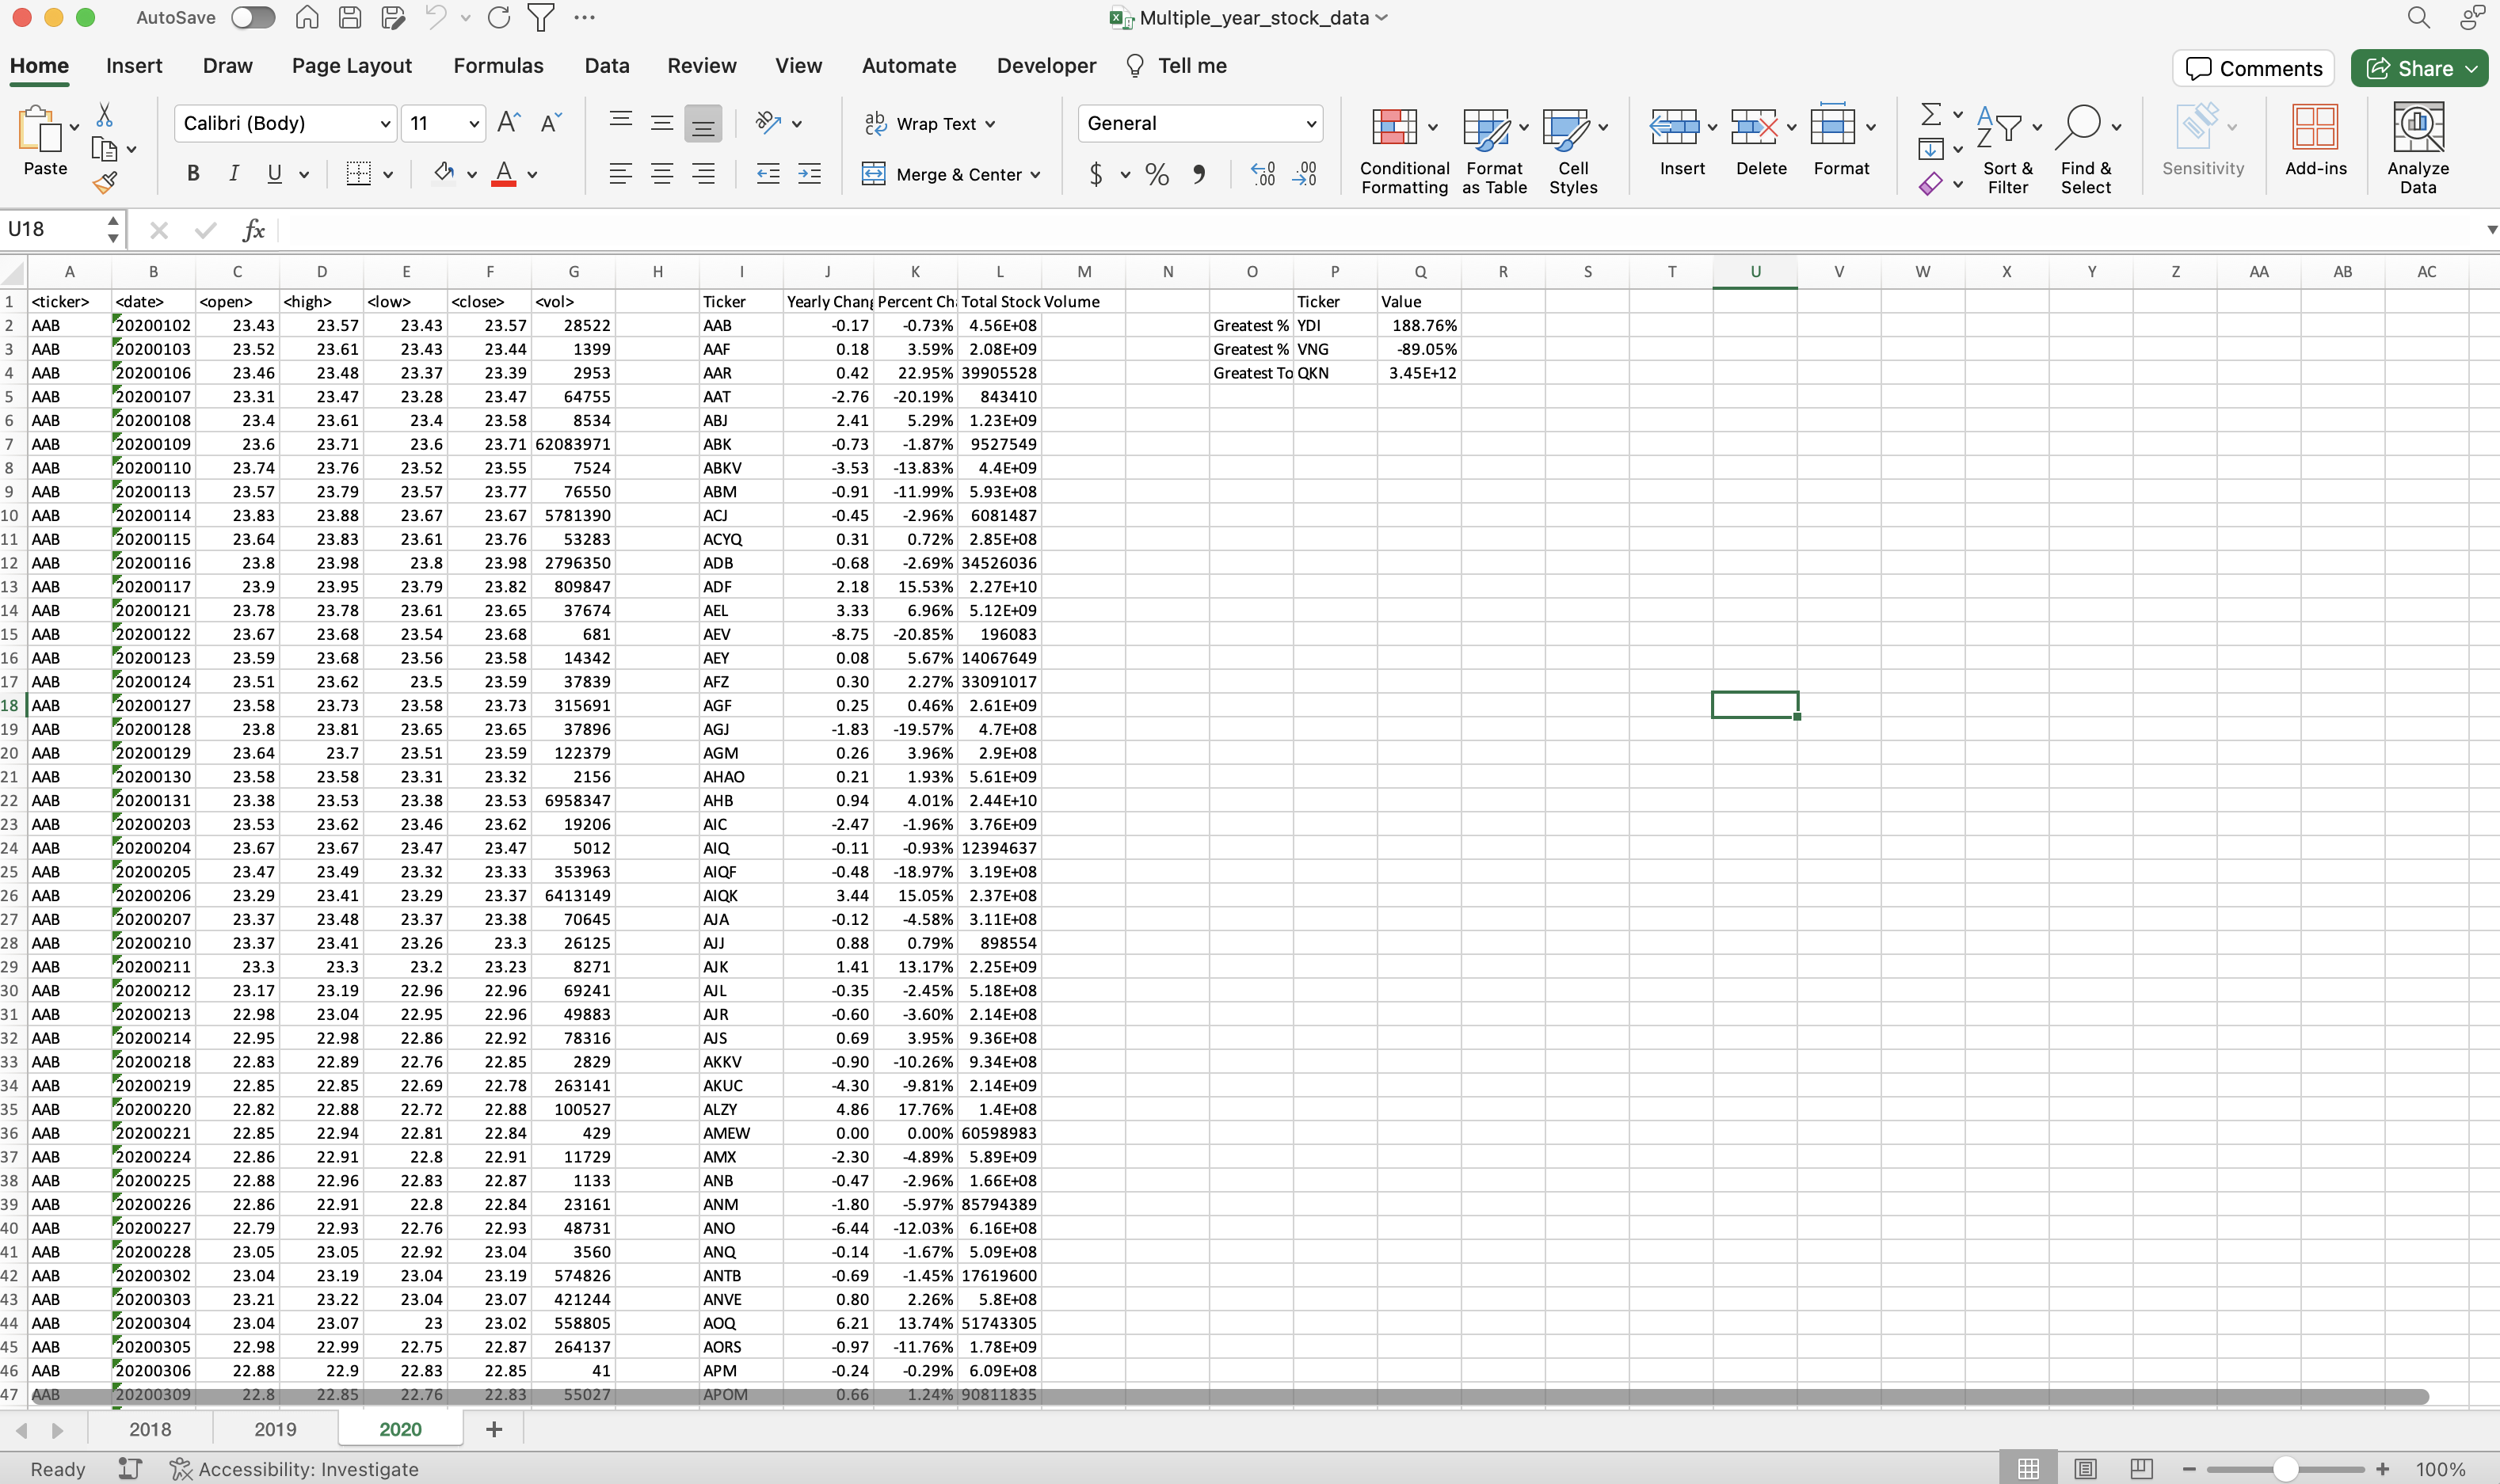 AutoSave Multiple_year_stock_data
Home Insert Draw Page Layout Formulas Data Review View Automate Developer Tell me Comments Share
Calibri (Body) 11 Wrap Text General
Paste B I U A Merge & Center $ % Conditional Formatting Format as Table Cell Styles Insert Delete Format Sort & Filter Find & Select Sensitivity Add-ins Analyze Data
U18 fx
A B C D E F G H I J K L M N O P Q R S T U V W X Y Z AA AB AC
1 <ticker> <date> <open> <high> <low> <close> <vol> Ticker Yearly Chang Percent Ch Total Stock Volume Ticker Value
2 AAB 20200102 23.43 23.57 23.43 23.57 28522 AAB -0.17 -0.73% 4.56E+08 Greatest % YDI 188.76%
3 AAB 20200103 23.52 23.61 23.43 23.44 1399 AAF 0.18 3.59% 2.08E+09 Greatest % VNG -89.05%
4 AAB 20200106 23.46 23.48 23.37 23.39 2953 AAR 0.42 22.95% 39905528 Greatest To QKN 3.45E+12
5 AAB 20200107 23.31 23.47 23.28 23.47 64755 AAT -2.76 -20.19% 843410
6 AAB 20200108 23.4 23.61 23.4 23.58 8534 ABJ 2.41 5.29% 1.23E+09
7 AAB 20200109 23.6 23.71 23.6 23.71 62083971 ABK -0.73 -1.87% 9527549
8 AAB 20200110 23.74 23.76 23.52 23.55 7524 ABKV -3.53 -13.83% 4.4E+09
9 AAB 20200113 23.57 23.79 23.57 23.77 76550 ABM -0.91 -11.99% 5.93E+08
10 AAB 20200114 23.83 23.88 23.67 23.67 5781390 ACJ -0.45 -2.96% 6081487
11 AAB 20200115 23.64 23.83 23.61 23.76 53283 ACYQ 0.31 0.72% 2.85E+08
12 AAB 20200116 23.8 23.98 23.8 23.98 2796350 ADB -0.68 -2.69% 34526036
13 AAB 20200117 23.9 23.95 23.79 23.82 809847 ADF 2.18 15.53% 2.27E+10
14 AAB 20200121 23.78 23.78 23.61 23.65 37674 AEL 3.33 6.96% 5.12E+09
15 AAB 20200122 23.67 23.68 23.54 23.68 681 AEV -8.75 -20.85% 196083
16 AAB 20200123 23.59 23.68 23.56 23.58 14342 AEY 0.08 5.67% 14067649
17 AAB 20200124 23.51 23.62 23.5 23.59 37839 AFZ 0.30 2.27% 33091017
18 AAB 20200127 23.58 23.73 23.58 23.73 315691 AGF 0.25 0.46% 2.61E+09
19 AAB 20200128 23.8 23.81 23.65 23.65 37896 AGJ -1.83 -19.57% 4.7E+08
20 AAB 20200129 23.64 23.7 23.51 23.59 122379 AGM 0.26 3.96% 2.9E+08
21 AAB 20200130 23.58 23.58 23.31 23.32 2156 AHAO 0.21 1.93% 5.61E+09
22 AAB 20200131 23.38 23.53 23.38 23.53 6958347 AHB 0.94 4.01% 2.44E+10
23 AAB 20200203 23.53 23.62 23.46 23.62 19206 AIC -2.47 -1.96% 3.76E+09
24 AAB 20200204 23.67 23.67 23.47 23.47 5012 AIQ -0.11 -0.93% 12394637
25 AAB 20200205 23.47 23.49 23.32 23.33 353963 AIQF -0.48 -18.97% 3.19E+08
26 AAB 20200206 23.29 23.41 23.29 23.37 6413149 AIQK 3.44 15.05% 2.37E+08
27 AAB 20200207 23.37 23.48 23.37 23.38 70645 AJA -0.12 -4.58% 3.11E+08
28 AAB 20200210 23.37 23.41 23.26 23.3 26125 AJJ 0.88 0.79% 898554
29 AAB 20200211 23.3 23.3 23.2 23.23 8271 AJK 1.41 13.17% 2.25E+09
30 AAB 20200212 23.17 23.19 22.96 22.96 69241 AJL -0.35 -2.45% 5.18E+08
31 AAB 20200213 22.98 23.04 22.95 22.96 49883 AJR -0.60 -3.60% 2.14E+08
32 AAB 20200214 22.95 22.98 22.86 22.92 78316 AJS 0.69 3.95% 9.36E+08
33 AAB 20200218 22.83 22.89 22.76 22.85 2829 AKKV -0.90 -10.26% 9.34E+08
34 AAB 20200219 22.85 22.85 22.69 22.78 263141 AKUC -4.30 -9.81% 2.14E+09
35 AAB 20200220 22.82 22.88 22.72 22.88 100527 ALZY 4.86 17.76% 1.4E+08
36 AAB 20200221 22.85 22.94 22.81 22.84 429 AMEW 0.00 0.00% 60598983
37 AAB 20200224 22.86 22.91 22.8 22.91 11729 AMX -2.30 -4.89% 5.89E+09
38 AAB 20200225 22.88 22.96 22.83 22.87 1133 ANB -0.47 -2.96% 1.66E+08
39 AAB 20200226 22.86 22.91 22.8 22.84 23161 ANM -1.80 -5.97% 85794389
40 AAB 20200227 22.79 22.93 22.76 22.93 48731 ANO -6.44 -12.03% 6.16E+08
41 AAB 20200228 23.05 23.05 22.92 23.04 3560 ANQ -0.14 -1.67% 5.09E+08
42 AAB 20200302 23.04 23.19 23.04 23.19 574826 ANTB -0.69 -1.45% 17619600
43 AAB 20200303 23.21 23.22 23.04 23.07 421244 ANVE 0.80 2.26% 5.8E+08
44 AAB 20200304 23.04 23.07 23 23.02 558805 AOQ 6.21 13.74% 51743305
45 AAB 20200305 22.98 22.99 22.75 22.87 264137 AORS -0.97 -11.76% 1.78E+09
46 AAB 20200306 22.88 22.9 22.83 22.85 41 APM -0.24 -0.29% 6.09E+08
47 AAB 20200309 22.8 22.85 22.76 22.83 55027 APOM 0.66 1.24% 90811835
2018 2019 2020
Ready Accessibility: Investigate 100%